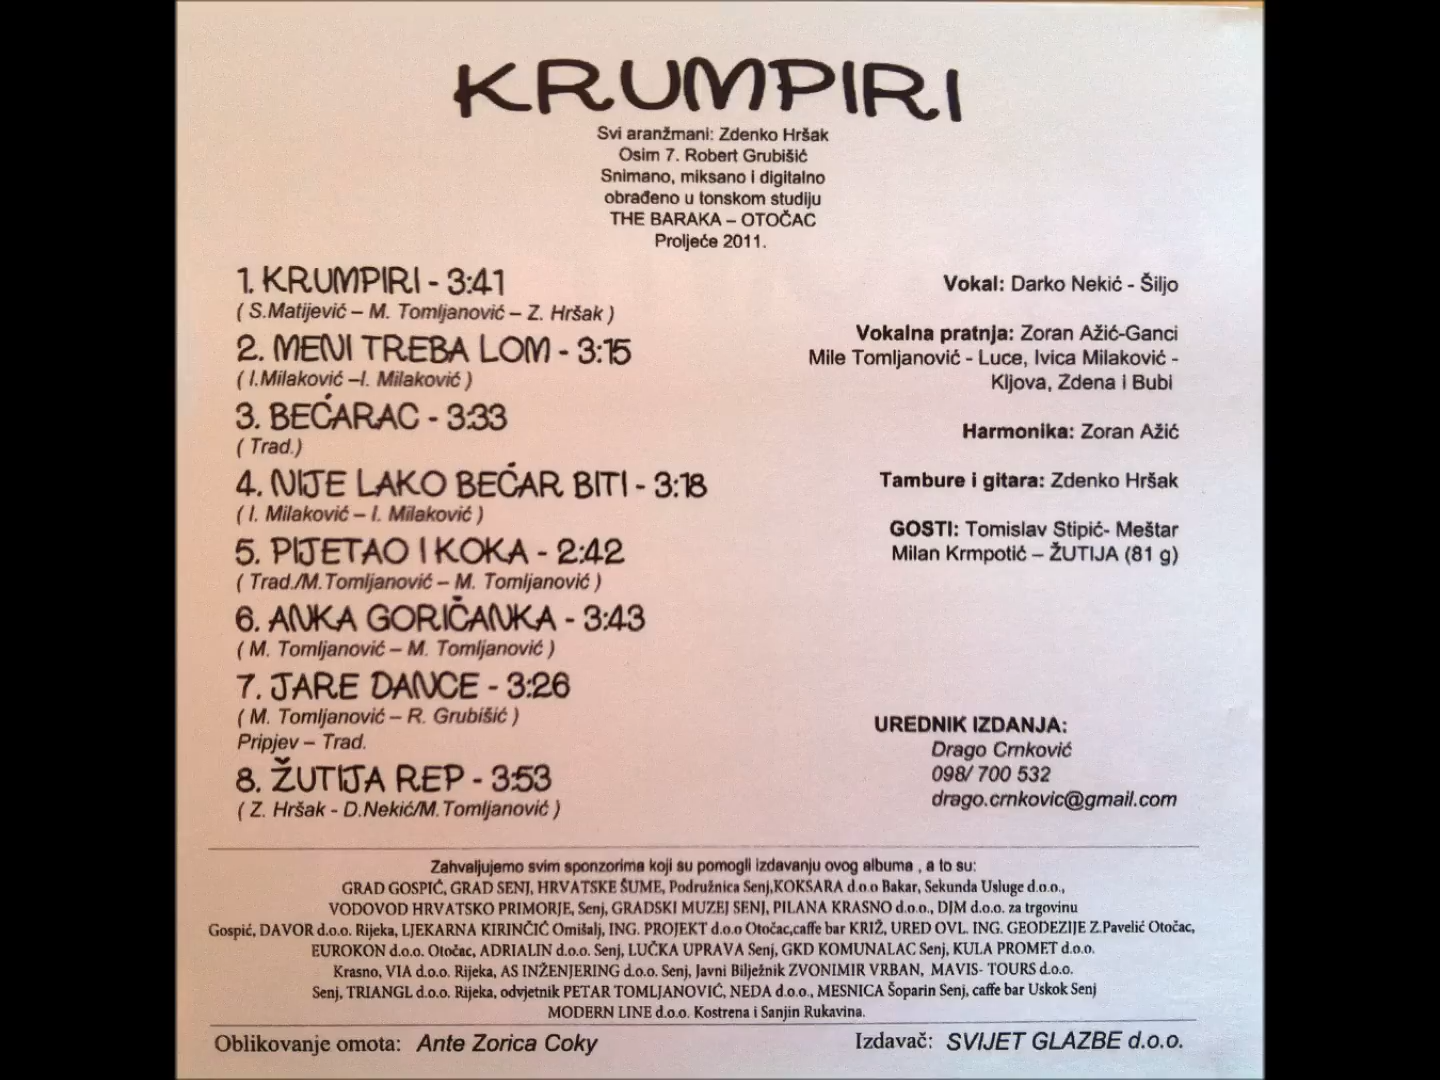 KRUMPIRI
Svi aranžmani: Zdenko Hršak
Osim 7. Robert Grubišić
Snimano, miksano i digitalno
obrađeno u tonskom studiju
THE BARAKA – OTOČAC
Proljeće 2011.
1. KRUMPIRI - 3:41
( S.Matijević – M. Tomljanović – Z. Hršak )
2. MENI TREBA LOM - 3:15
( I.Milaković –I. Milaković )
3. BEĆARAC - 3:33
( Trad.)
4. NIJE LAKO BEĆAR BITI - 3:18
( I. Milaković – I. Milaković )
5. PIJETAO I KOKA - 2:42
( Trad./M.Tomljanović – M. Tomljanović )
6. ANKA GORIČANKA - 3:43
( M. Tomljanović – M. Tomljanović )
7. JARE DANCE - 3:26
( M. Tomljanović – R. Grubišić )
Pripjev – Trad.
8. ŽUTIJA REP - 3:53
( Z. Hršak - D.Nekić/M.Tomljanović )
Vokal: Darko Nekić - Šiljo
Vokalna pratnja: Zoran Ažić-Ganci
Mile Tomljanović - Luce, Ivica Milaković -
Kljova, Zdena i Bubi
Harmonika: Zoran Ažić
Tambure i gitara: Zdenko Hršak
GOSTI: Tomislav Stipić- Meštar
Milan Krmpotić – ŽUTIJA (81 g)
UREDNIK IZDANJA:
Drago Crnković
098/ 700 532
drago.crnkovic@gmail.com
Zahvaljujemo svim sponzorima koji su pomogli izdavanju ovog albuma , a to su:
GRAD GOSPIĆ, GRAD SENJ, HRVATSKE ŠUME, Podružnica Senj,KOKSARA d.o.o Bakar, Sekunda Usluge d.o.o.,
VODOVOD HRVATSKO PRIMORJE, Senj, GRADSKI MUZEJ SENJ, PILANA KRASNO d.o.o., DJM d.o.o. za trgovinu
Gospić, DAVOR d.o.o. Rijeka, LJEKARNA KIRINČIĆ Omišalj, ING. PROJEKT d.o.o Otočac,caffe bar KRIŽ, URED OVL. ING. GEODEZIJE Z.Pavelić Otočac,
EUROKON d.o.o. Otočac, ADRIALIN d.o.o. Senj, LUČKA UPRAVA Senj, GKD KOMUNALAC Senj, KULA PROMET d.o.o.
Krasno, VIA d.o.o. Rijeka, AS INŽENJERING d.o.o. Senj, Javni Bilježnik ZVONIMIR VRBAN, MAVIS- TOURS d.o.o.
Senj, TRIANGL d.o.o. Rijeka, odvjetnik PETAR TOMLJANOVIĆ, NEDA d.o.o., MESNICA Šoparin Senj, caffe bar Uskok Senj
MODERN LINE d.o.o. Kostrena i Sanjin Rukavina.
Oblikovanje omota: Ante Zorica Coky
Izdavač: SVIJET GLAZBE d.o.o.